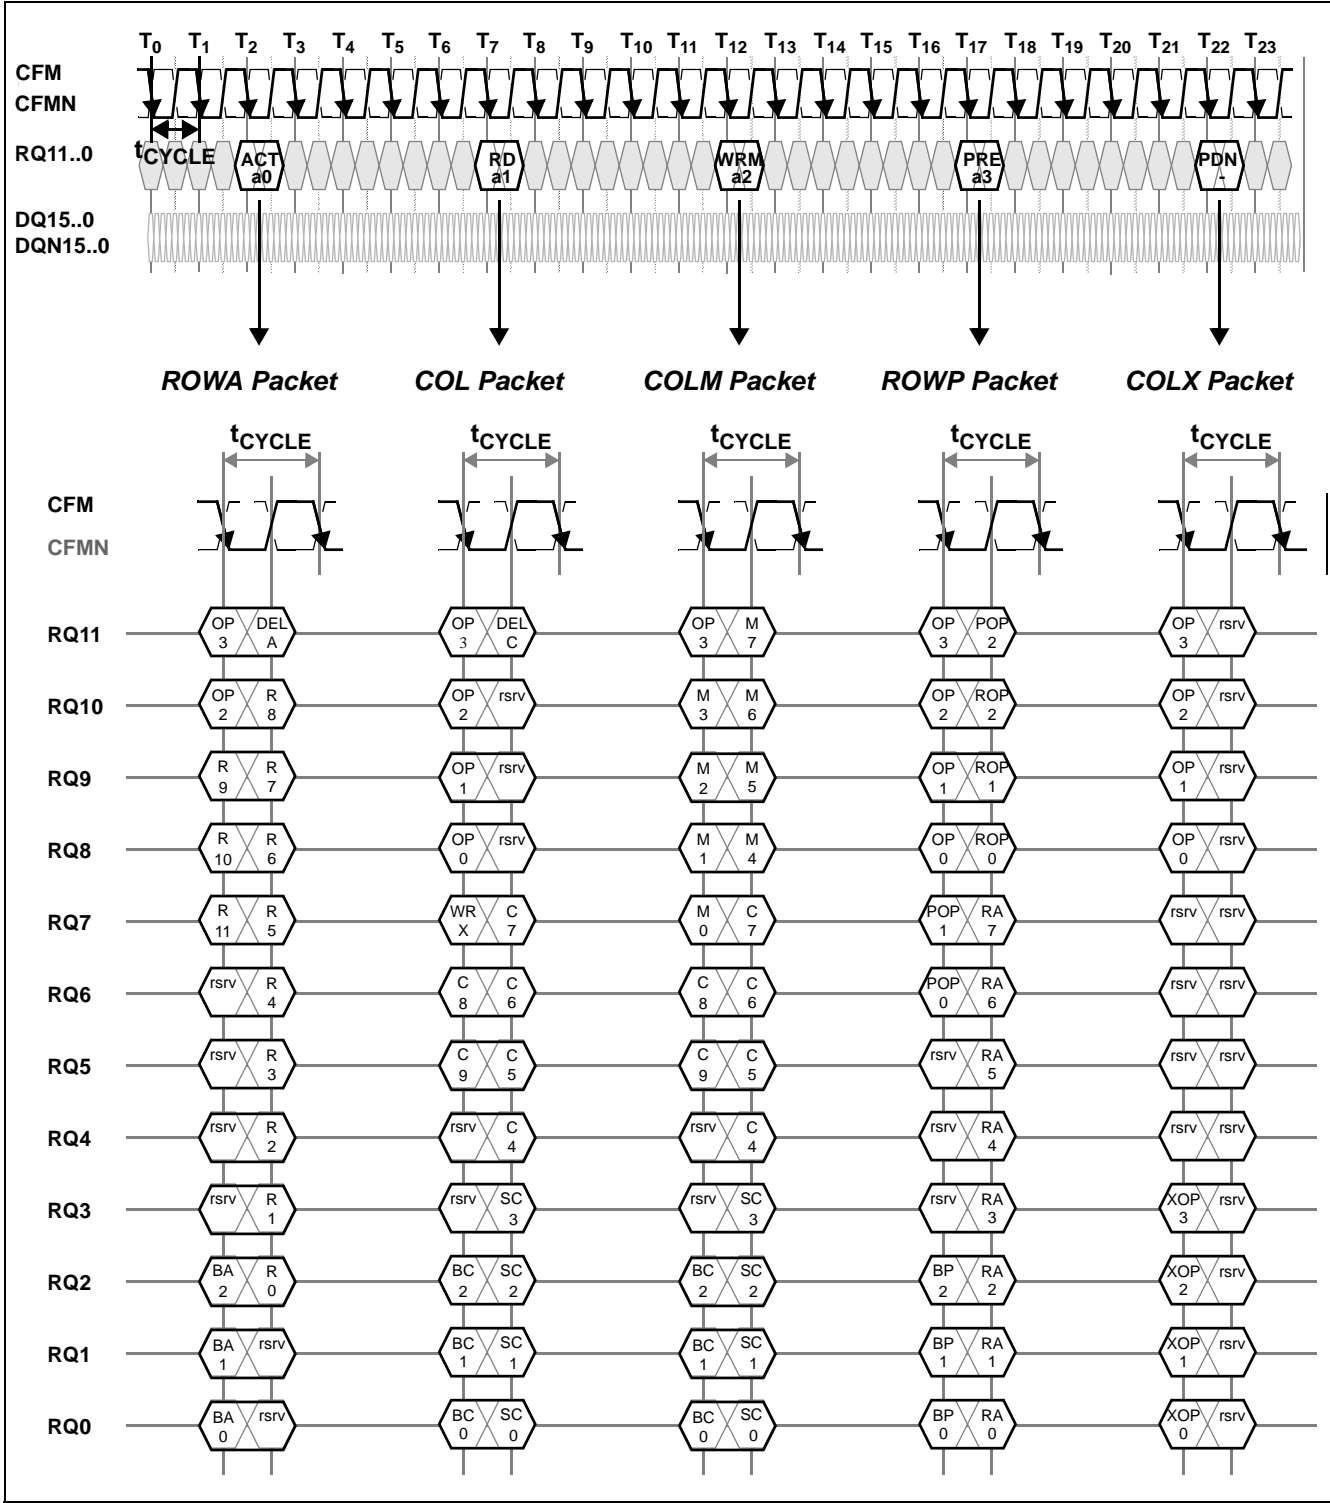 T0 T1 T2 T3 T4 T5 T6 T7 T8 T9 T10 T11 T12 T13 T14 T15 T16 T17 T18 T19 T20 T21 T22 T23
CFM
CFMN
tCYCLE
RQ11..0 ACT a0 RD a1 WRM a2 PRE a3 PDN -
DQ15..0
DQN15..0
ROWA Packet COL Packet COLM Packet ROWP Packet COLX Packet
tCYCLE tCYCLE tCYCLE tCYCLE tCYCLE
CFM
CFMN
RQ11 OP 3 DEL A OP 3 DEL C OP 3 M 7 OP 3 POP 2 OP 3 rsrv
RQ10 OP 2 R 8 OP 2 rsrv M 3 M 6 OP 2 ROP 2 OP 2 rsrv
RQ9 R 9 R 7 OP 1 rsrv M 2 M 5 OP 1 ROP 1 OP 1 rsrv
RQ8 R 10 R 6 OP 0 rsrv M 1 M 4 OP 0 ROP 0 OP 0 rsrv
RQ7 R 11 R 5 WR X C 7 M 0 C 7 POP 1 RA 7 rsrv rsrv
RQ6 rsrv R 4 C 8 C 6 C 8 C 6 POP 0 RA 6 rsrv rsrv
RQ5 rsrv R 3 C 9 C 5 C 9 C 5 rsrv RA 5 rsrv rsrv
RQ4 rsrv R 2 rsrv C 4 rsrv C 4 rsrv RA 4 rsrv rsrv
RQ3 rsrv R 1 rsrv SC 3 rsrv SC 3 rsrv RA 3 XOP 3 rsrv
RQ2 BA 2 R 0 BC 2 SC 2 BC 2 SC 2 BP 2 RA 2 XOP 2 rsrv
RQ1 BA 1 rsrv BC 1 SC 1 BC 1 SC 1 BP 1 RA 1 XOP 1 rsrv
RQ0 BA 0 rsrv BC 0 SC 0 BC 0 SC 0 BP 0 RA 0 XOP 0 rsrv